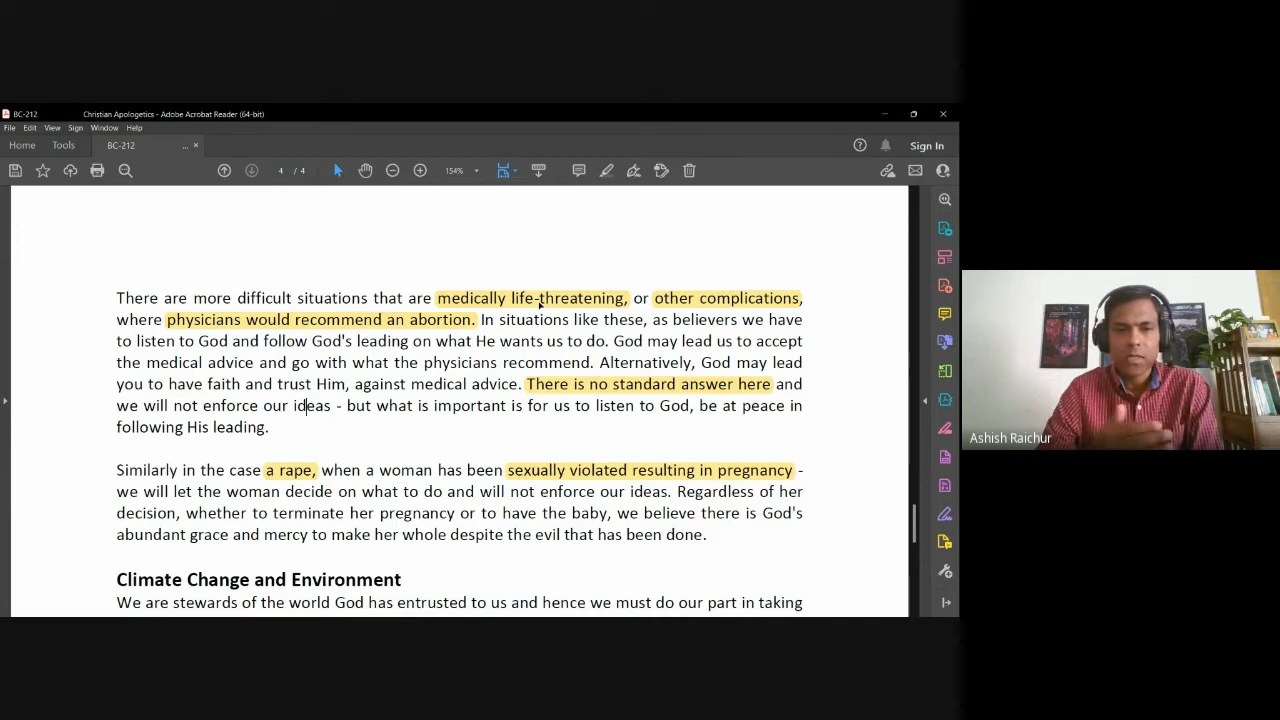 BC-212
Christian Apologetics - Adobe Acrobat Reader (64-bit)
File Edit View Sign Window Help
Home Tools BC-212 ... × Sign In
4 / 4 154%
There are more difficult situations that are medically life-threatening, or other complications,
where physicians would recommend an abortion. In situations like these, as believers we have
to listen to God and follow God's leading on what He wants us to do. God may lead us to accept
the medical advice and go with what the physicians recommend. Alternatively, God may lead
you to have faith and trust Him, against medical advice. There is no standard answer here and
we will not enforce our ideas - but what is important is for us to listen to God, be at peace in
following His leading.
Similarly in the case a rape, when a woman has been sexually violated resulting in pregnancy -
we will let the woman decide on what to do and will not enforce our ideas. Regardless of her
decision, whether to terminate her pregnancy or to have the baby, we believe there is God's
abundant grace and mercy to make her whole despite the evil that has been done.
Climate Change and Environment
We are stewards of the world God has entrusted to us and hence we must do our part in taking
Ashish Raichur